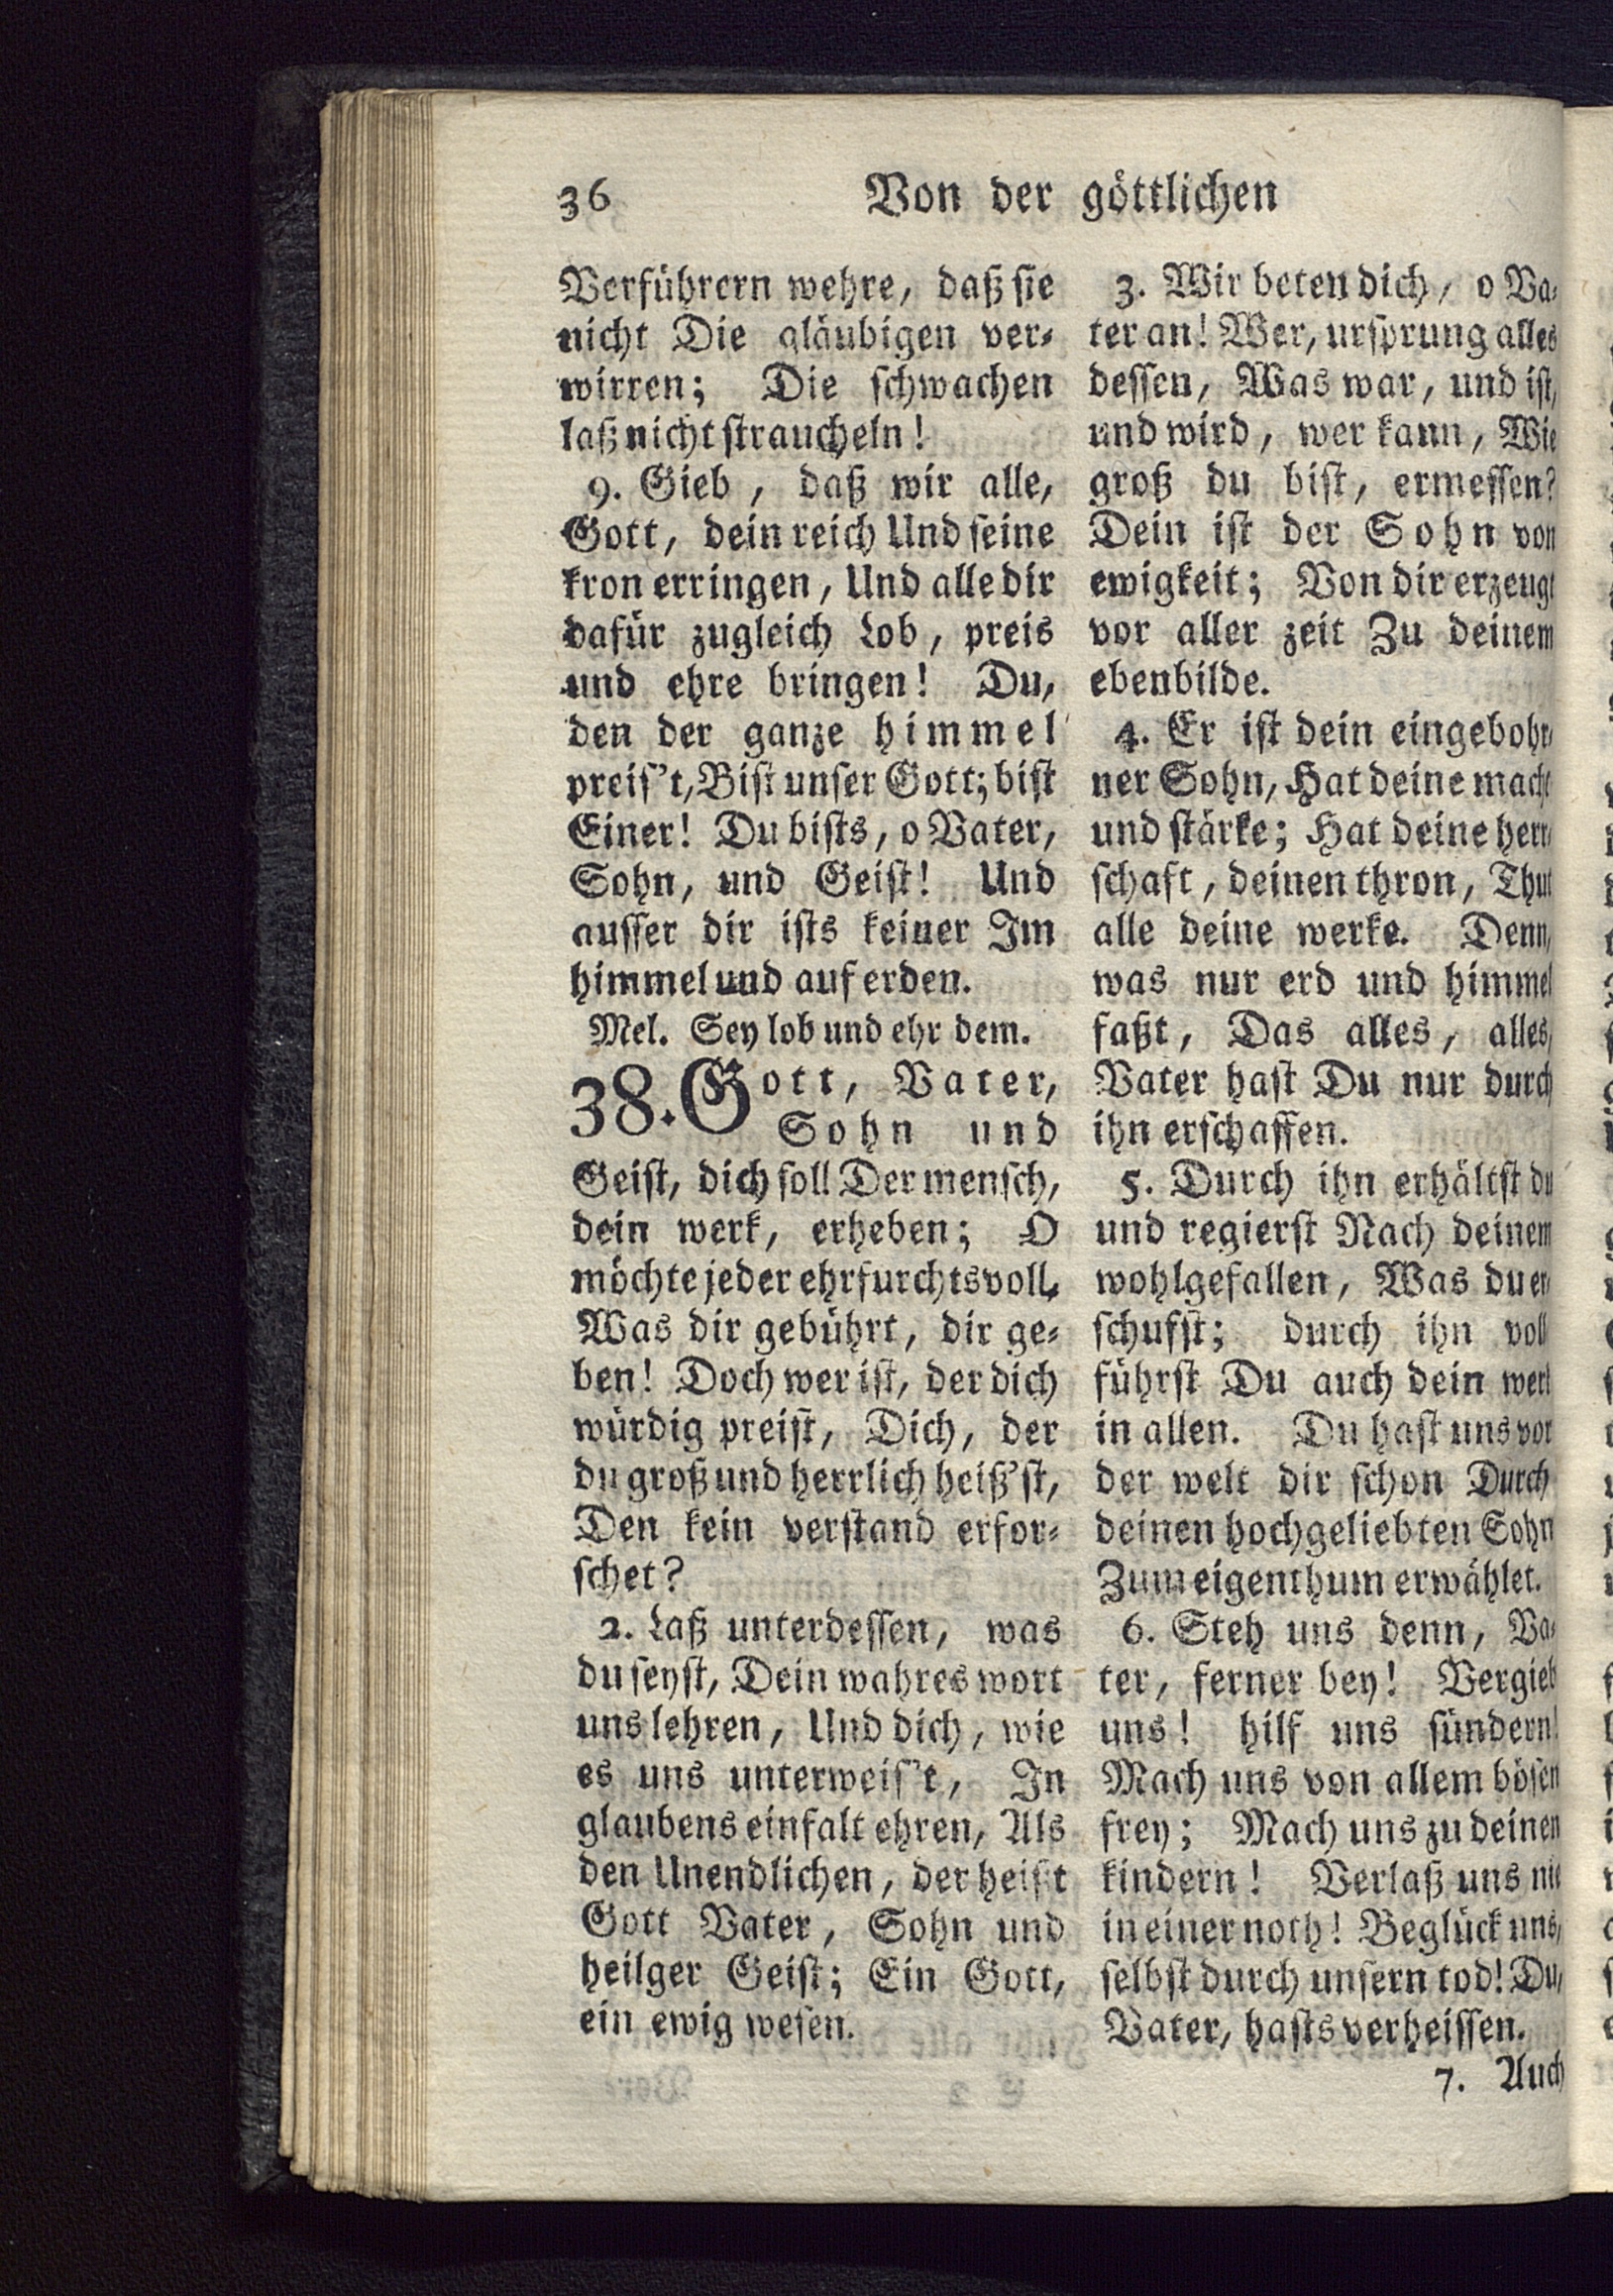 36 Von der göttlichen
Verführern wehre, daß sie
nicht Die gläubigen ver-
wirren; Die schwachen
laß nicht straucheln!
9. Gieb, daß wir alle,
Gott, dein reich Und seine
kron erringen, Und alle dir
dafür zugleich Lob, preis
und ehre bringen! Du,
den der ganze himmel
preis't, Bist unser Gott; bist
Einer! Du bists, o Vater,
Sohn, und Geist! Und
ausser dir ists keiner Im
himmel und auf erden.
Mel. Sey lob und ehr dem.
38. Gott, Vater,
Sohn und
Geist, dich soll Der mensch,
dein werk, erheben; O
möchte jeder ehrfurchtsvoll,
Was dir gebührt, dir ge-
ben! Doch wer ist, der dich
würdig preist, Dich, der
du groß und herrlich heiß'st,
Den kein verstand erfor-
schet?
2. Laß unterdessen, was
du seyst, Dein wahres wort
uns lehren, Und dich, wie
es uns unterweis't, In
glaubenseinfalt ehren, Als
den Unendlichen, der heißt
Gott Vater, Sohn und
heilger Geist; Ein Gott,
ein ewig wesen.
3. Wir beten dich, o Va-
ter an! Wer, ursprung alles
dessen, Was war, und ist,
und wird, wer kann, Wie
groß du bist, ermessen?
Dein ist der Sohn von
ewigkeit; Von dir erzeugt
vor aller zeit Zu deinem
ebenbilde.
4. Er ist dein eingebohr-
ner Sohn, Hat deine macht
und stärke; Hat deine herr-
schaft, deinen thron, Thut
alle deine werke. Denn,
was nur erd und himmel
faßt, Das alles, alles,
Vater hast Du nur durch
ihn erschaffen.
5. Durch ihn erhältst du
und regierst Nach deinem
wohlgefallen, Was du er-
schufst; durch ihn voll
führst Du auch dein werk
in allen. Du hast uns vor
der welt dir schon Durch
deinen hochgeliebten Sohn
Zum eigenthum erwählet.
6. Steh uns denn, Va-
ter, ferner bey! Vergieb
uns! hilf uns sündern!
Mach uns von allem bösen
frey; Mach uns zu deinen
kindern! Verlaß uns nie
in einer noth! Beglück uns,
selbst durch unsern tod! Du,
Vater, hasts verheissen.
7. Auch